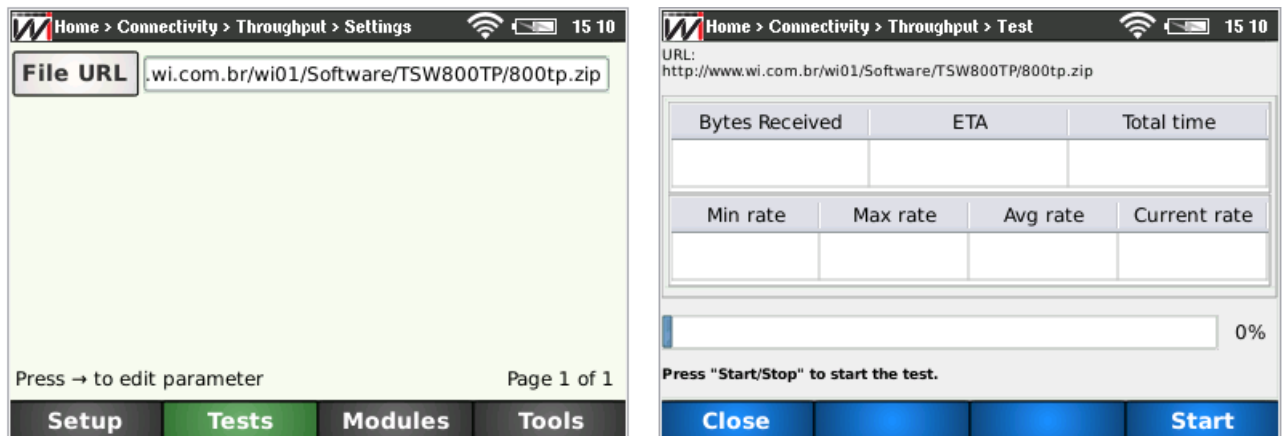 Home > Connectivity > Throughput > Settings 15 10
File URL .wi.com.br/wi01/Software/TSW800TP/800tp.zip
Press → to edit parameter Page 1 of 1
Setup Tests Modules Tools
Home > Connectivity > Throughput > Test 15 10
URL:
http://www.wi.com.br/wi01/Software/TSW800TP/800tp.zip
Bytes Received ETA Total time
Min rate Max rate Avg rate Current rate
0%
Press "Start/Stop" to start the test.
Close Start